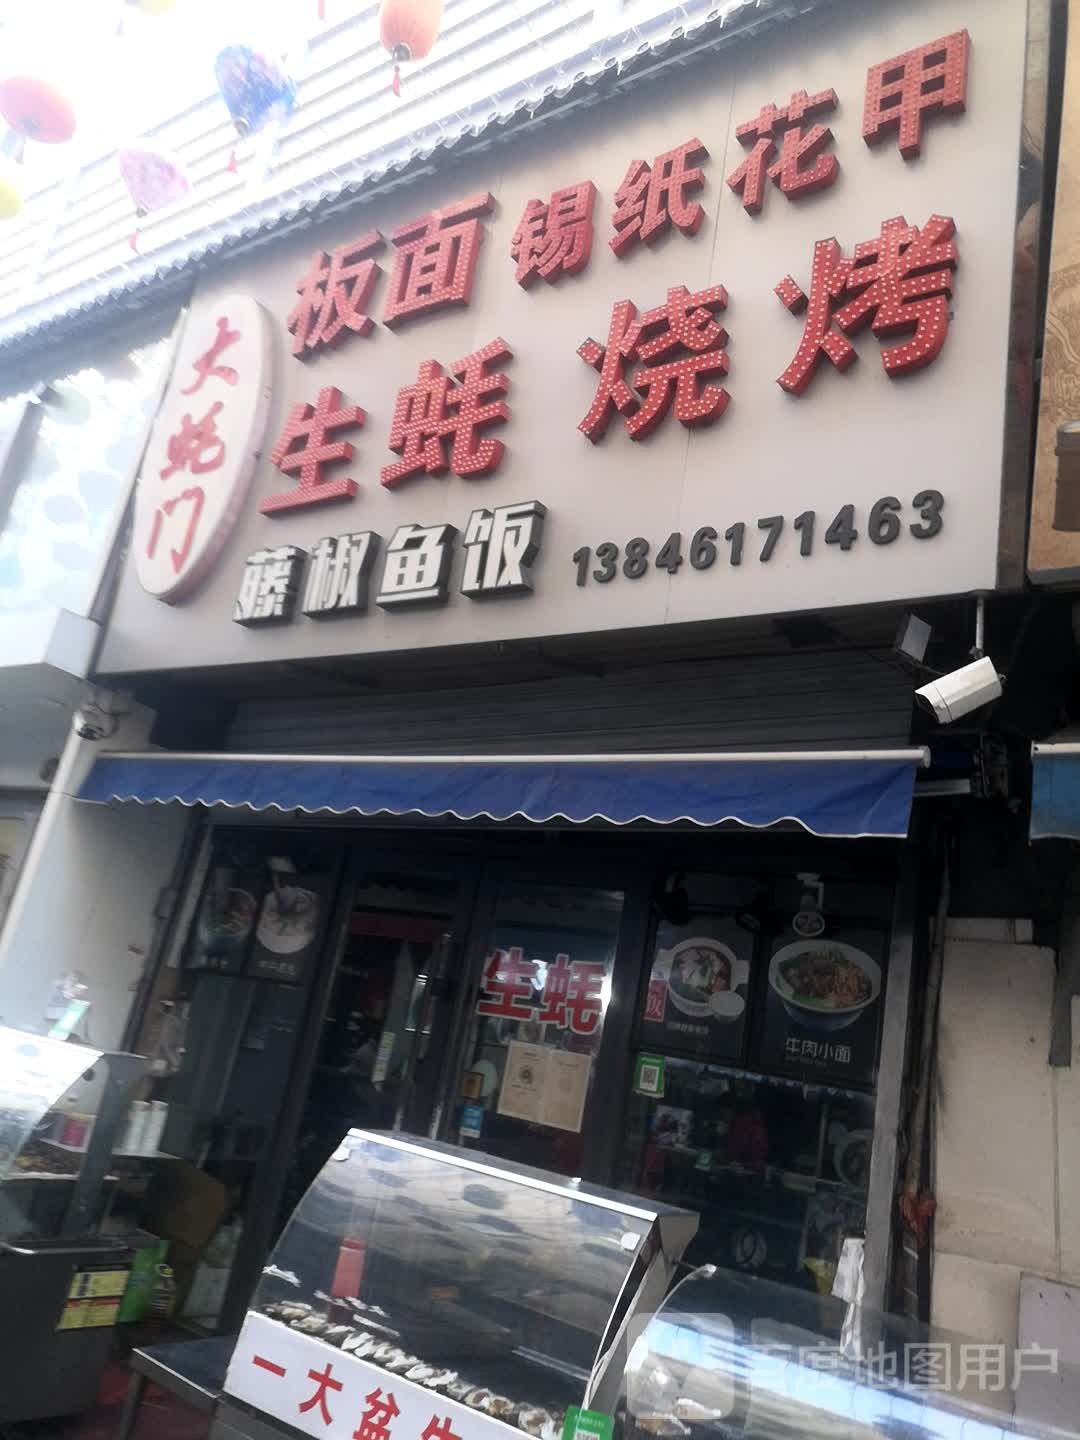 大蚝门
板面 锡纸花甲
生蚝 烧烤
藤椒鱼饭 13846171463
生蚝
牛肉小面
一大盆生
百度地图用户